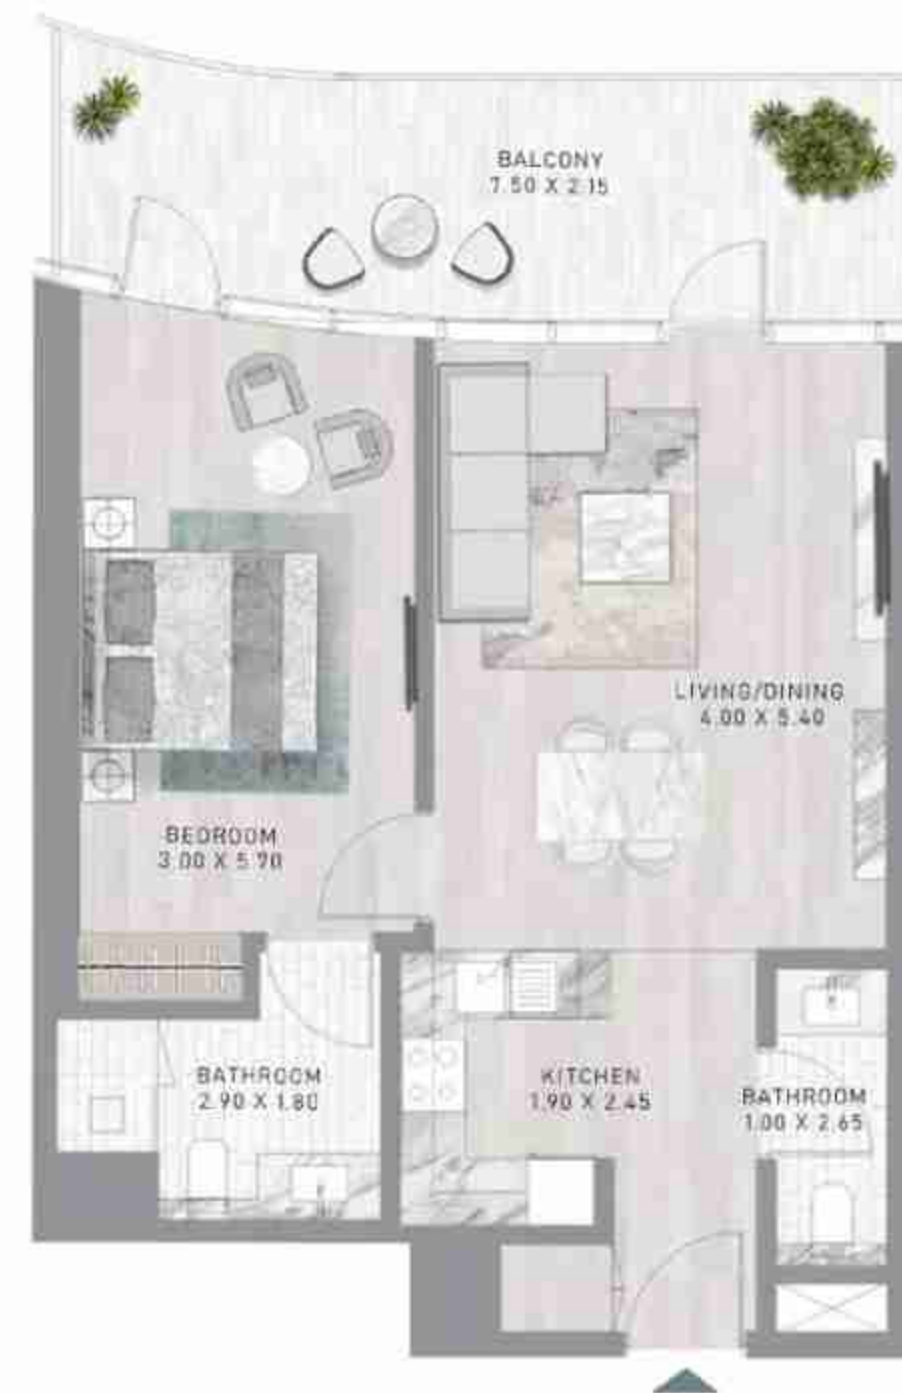 BALCONY
7.50 X 2.15
LIVING/DINING
4.00 X 5.40
BEDROOM
3.00 X 5.70
BATHROOM
2.90 X 1.80
KITCHEN
1.90 X 2.45
BATHROOM
1.00 X 2.65